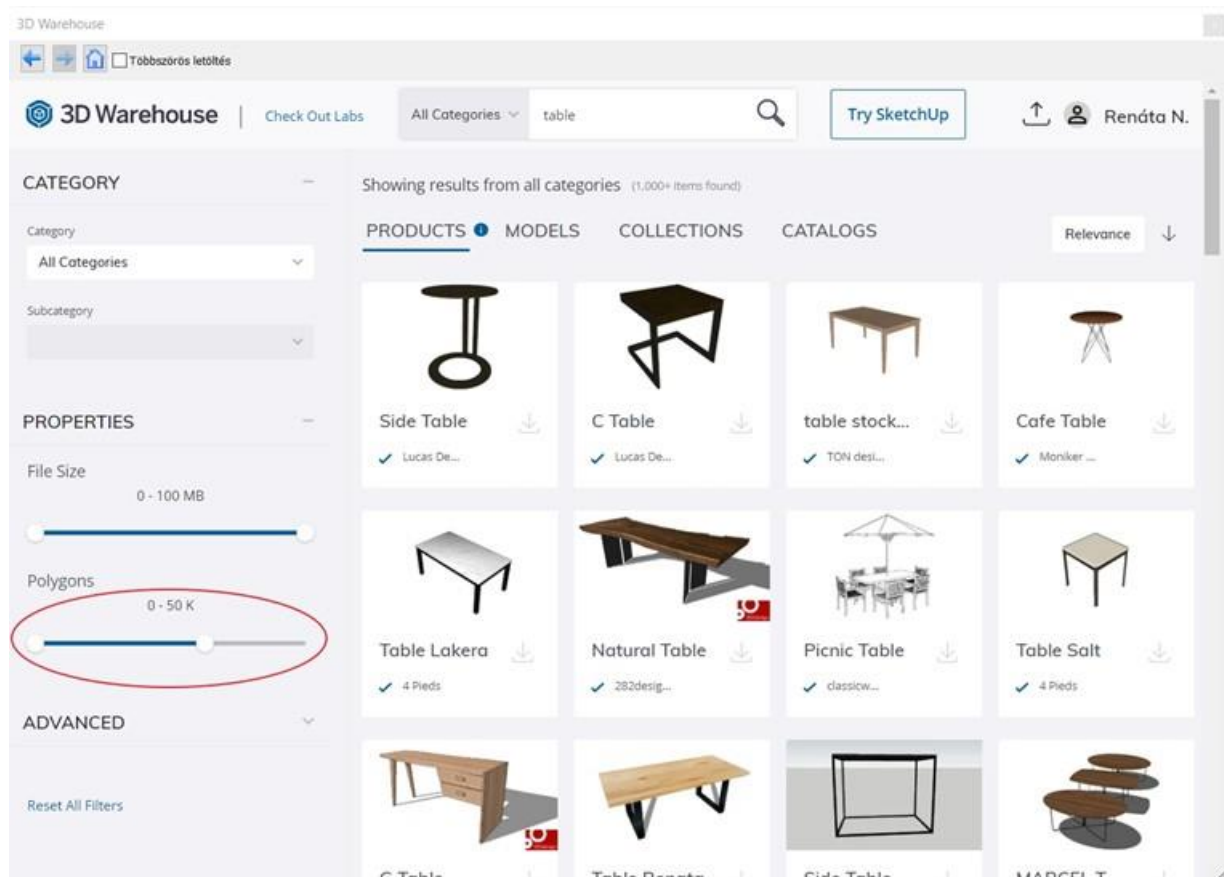 3D Warehouse
Többszörös letöltés
3D Warehouse | Check Out Labs All Categories table Try SketchUp Renáta N.
CATEGORY
Category
All Categories
Subcategory
PROPERTIES
File Size
0 - 100 MB
Polygons
0 - 50 K
ADVANCED
Reset All Filters
Showing results from all categories (1,000+ items found)
PRODUCTS MODELS COLLECTIONS CATALOGS Relevance
Side Table C Table table stock... Cafe Table
Lucas De... Lucas De... TON desi... Moniker ...
Table Lakera Natural Table Picnic Table Table Salt
4 Pieds 282desig... classicw... 4 Pieds
Side Table